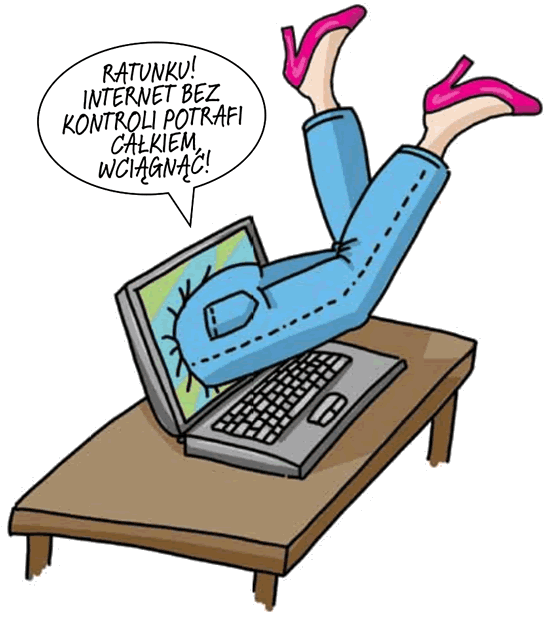 RATUNKU!
INTERNET BEZ
KONTROLI POTRAFI
CAŁKIEM
WCIĄGNĄĆ!